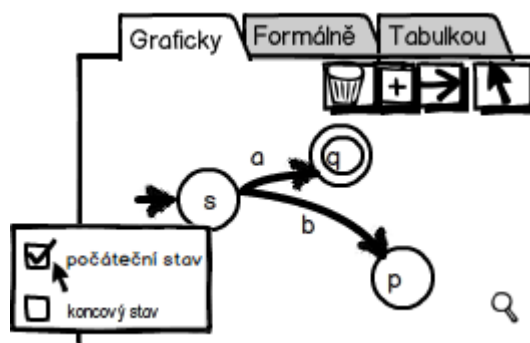 Graficky Formálně Tabulkou
+
a q
s
b
počáteční stav
p
koncový stav